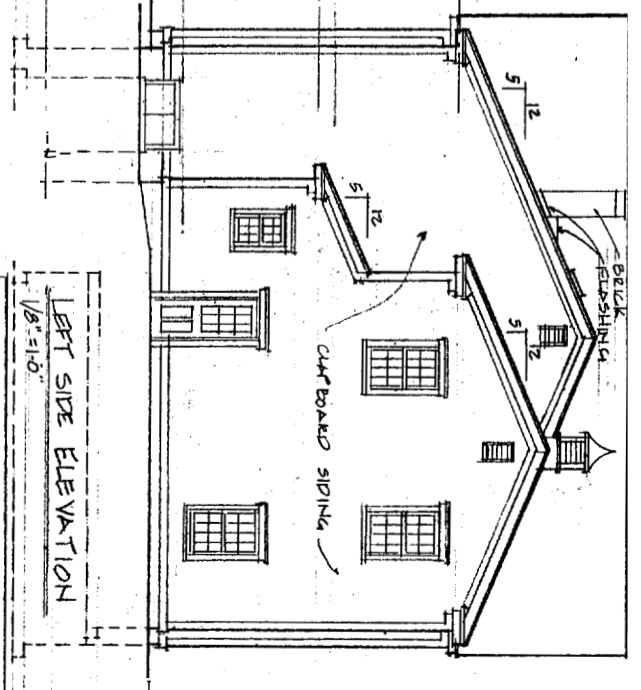 BRICK
FLASHING
5
12
5
12
5
12
CLAPBOARD SIDING
LEFT SIDE ELEVATION
1/8"=1'-0"